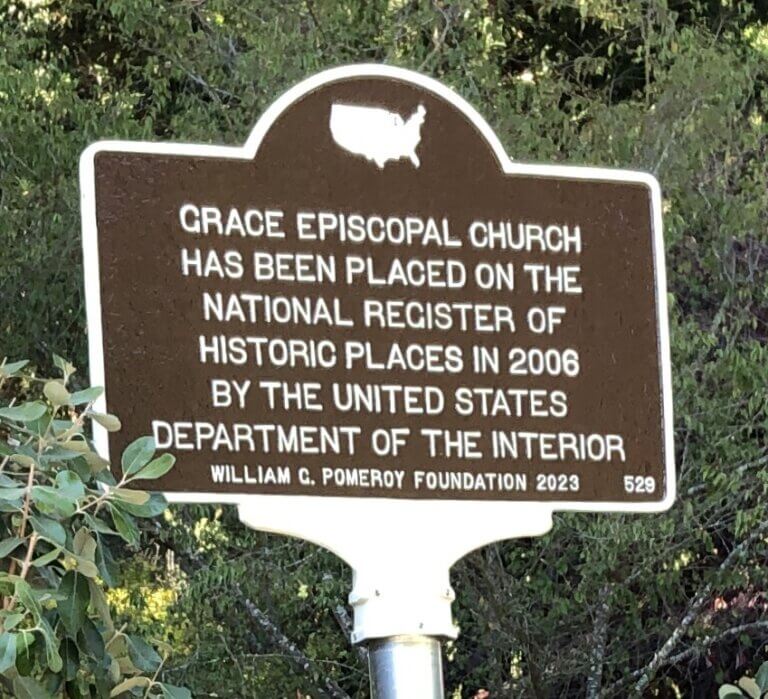 GRACE EPISCOPAL CHURCH
HAS BEEN PLACED ON THE
NATIONAL REGISTER OF
HISTORIC PLACES IN 2006
BY THE UNITED STATES
DEPARTMENT OF THE INTERIOR
WILLIAM G. POMEROY FOUNDATION 2023 529